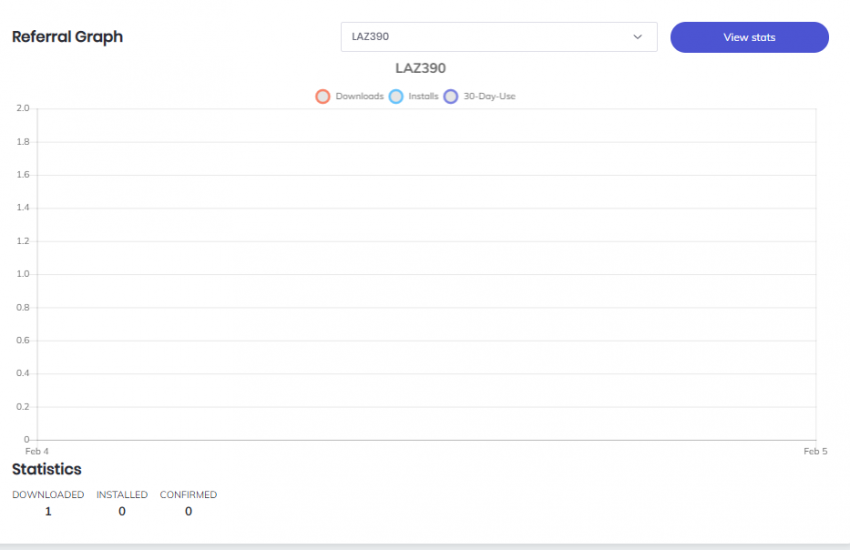 Referral Graph
LAZ390
View stats
LAZ390
Downloads Installs 30-Day-Use
2.0
1.8
1.6
1.4
1.2
1.0
0.8
0.6
0.4
0.2
0
Feb 4 Feb 5
Statistics
DOWNLOADED INSTALLED CONFIRMED
1 0 0